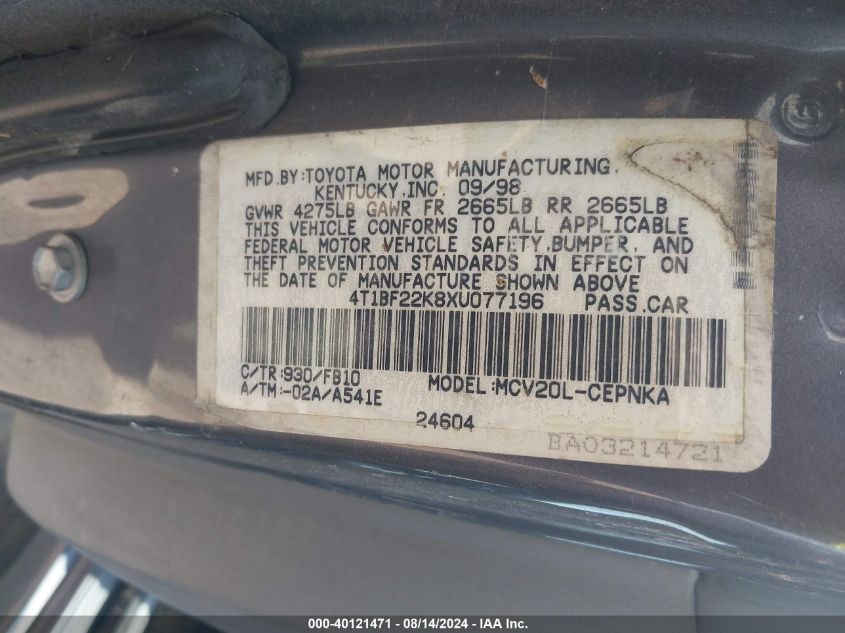 MFD.BY:TOYOTA MOTOR MANUFACTURING,
KENTUCKY,INC. 09/98
GVWR 4275LB GAWR FR 2665LB RR 2665LB
THIS VEHICLE CONFORMS TO ALL APPLICABLE
FEDERAL MOTOR VEHICLE SAFETY,BUMPER, AND
THEFT PREVENTION STANDARDS IN EFFECT ON
THE DATE OF MANUFACTURE SHOWN ABOVE
4T1BF22K8XU077196 PASS.CAR
C/TR:930/FB10
A/TM:-02A/A541E
MODEL:MCV20L-CEPNKA
24604
BA03214721
000-40121471 - 08/14/2024 - IAA Inc.